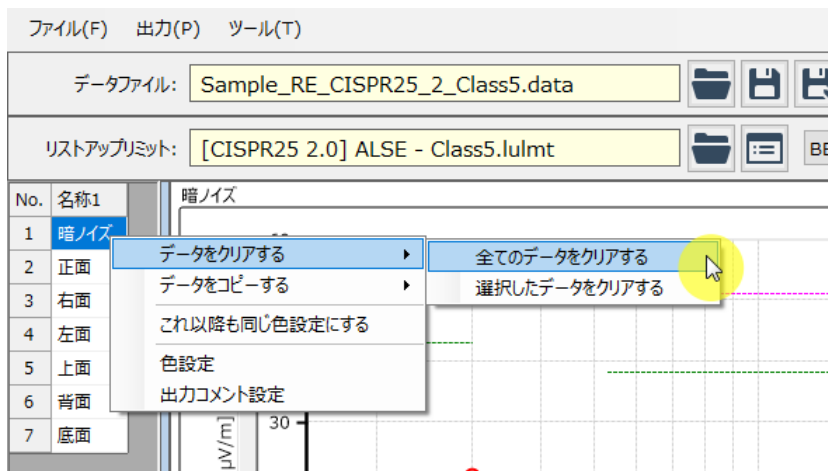 ファイル(F) 出力(P) ツール(T)
データファイル: Sample_RE_CISPR25_2_Class5.data
リストアップリミット: [CISPR25 2.0] ALSE - Class5.lulmt
No. 名称1 暗ノイズ
1 暗ノイズ
2 正面
3 右面
4 左面
5 上面
6 背面
7 底面
データをクリアする
データをコピーする
これ以降も同じ色設定にする
色設定
出力コメント設定
全てのデータをクリアする
選択したデータをクリアする
30
μV/m]